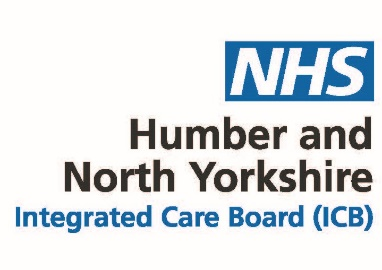 NHS
Humber and
North Yorkshire
Integrated Care Board (ICB)